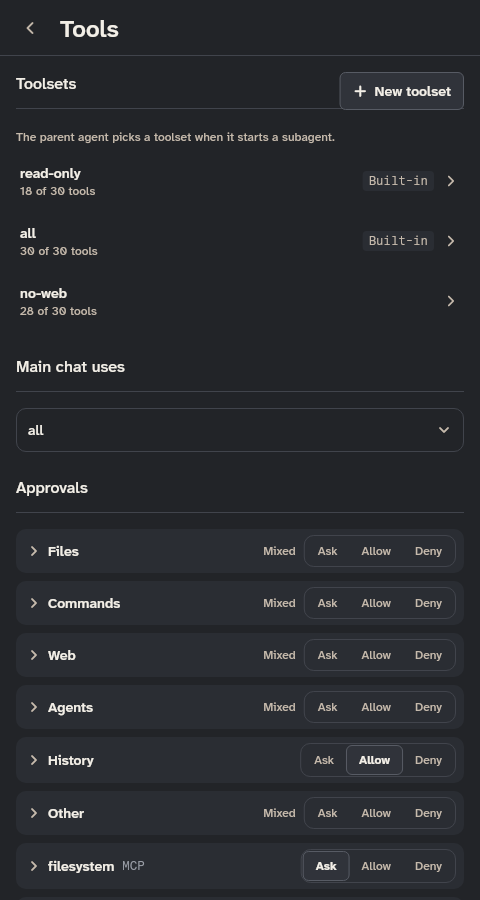 Tools
Toolsets
New toolset
The parent agent picks a toolset when it starts a subagent.
read-only
18 of 30 tools
Built-in
all
30 of 30 tools
Built-in
no-web
28 of 30 tools
Main chat uses
all
Approvals
Files Mixed Ask Allow Deny
Commands Mixed Ask Allow Deny
Web Mixed Ask Allow Deny
Agents Mixed Ask Allow Deny
History Ask Allow Deny
Other Mixed Ask Allow Deny
filesystem MCP Ask Allow Deny